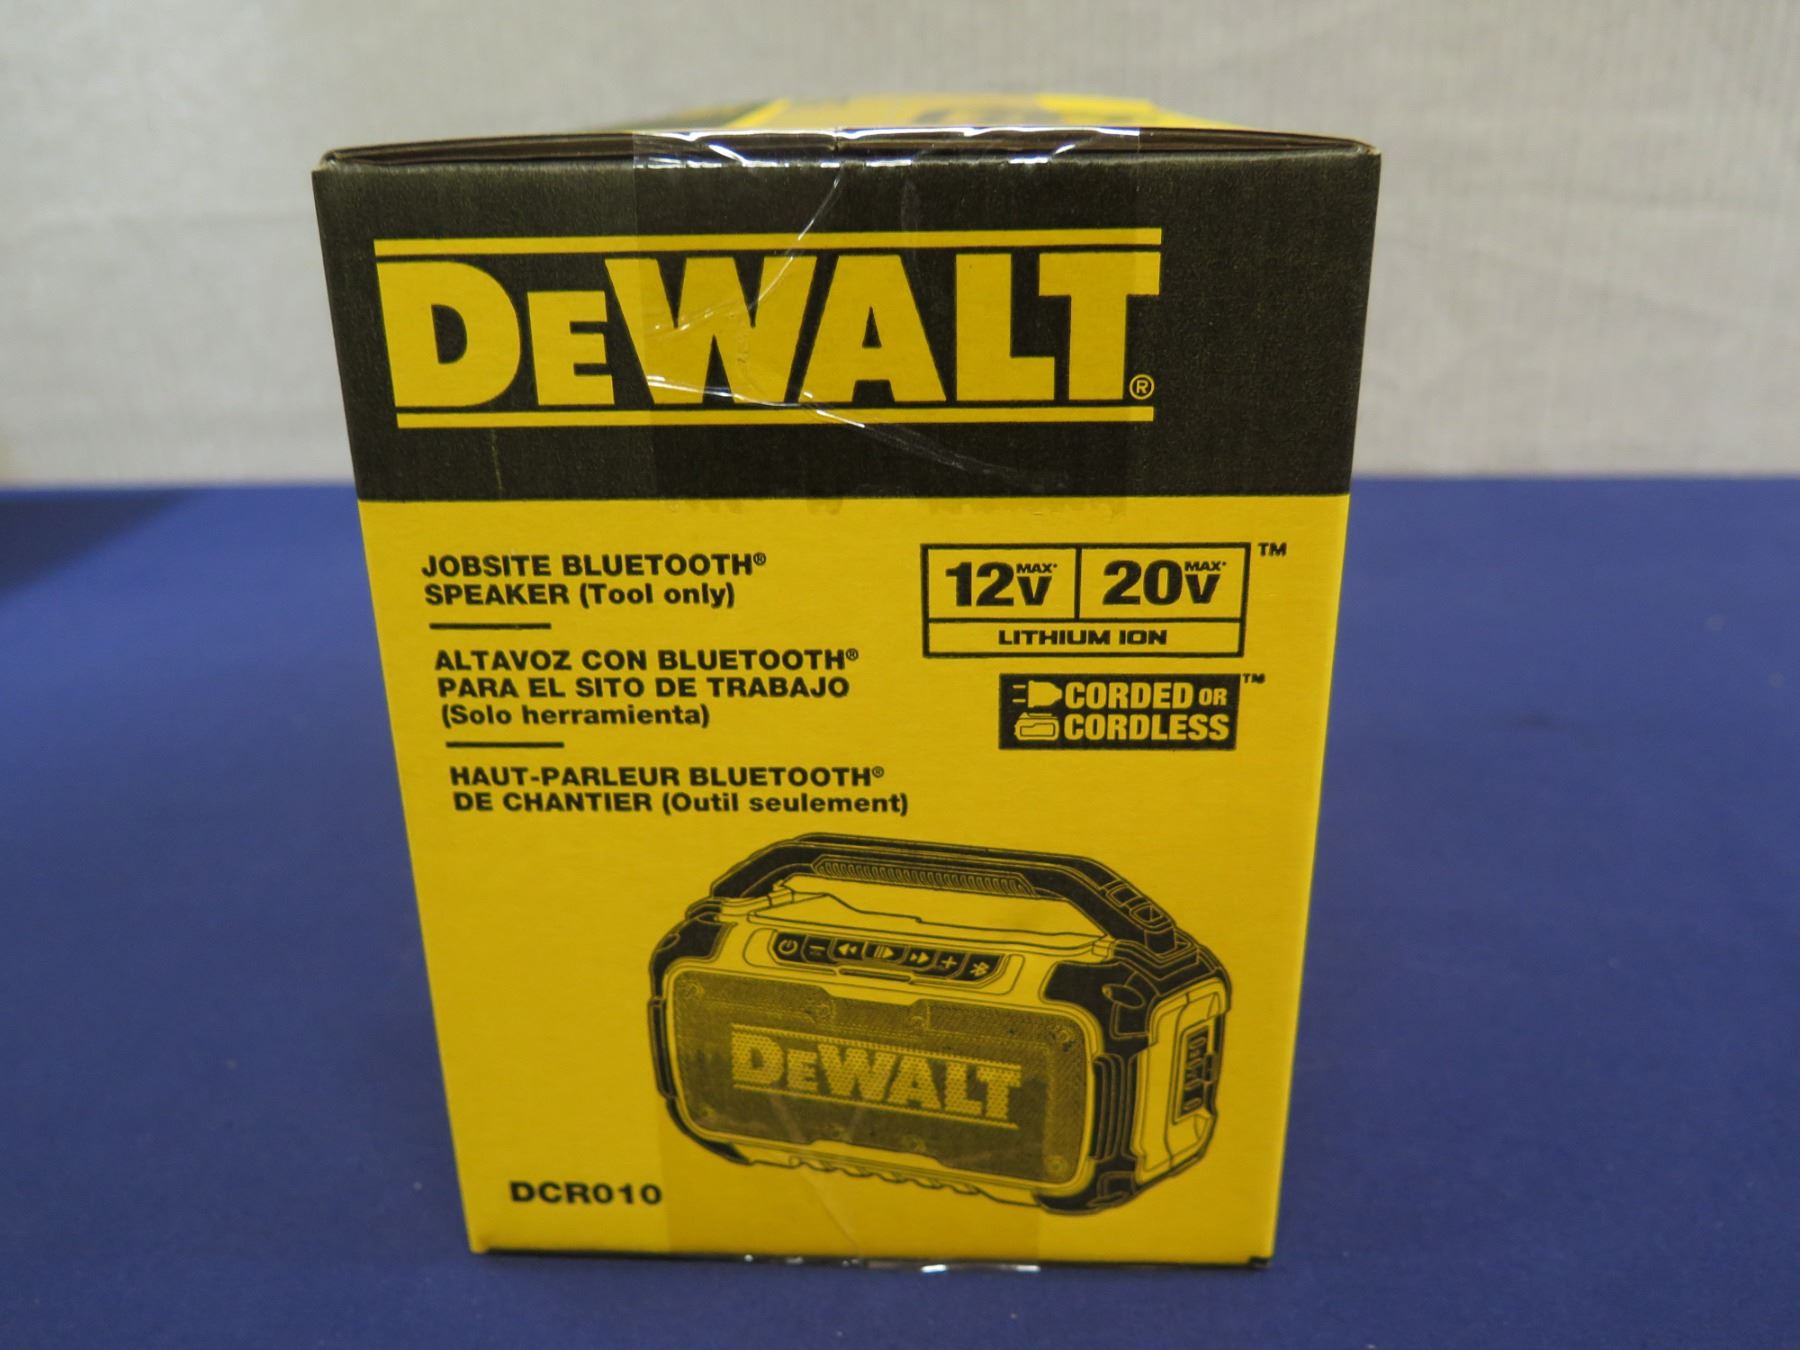 DEWALT®
JOBSITE BLUETOOTH®
SPEAKER (Tool only)
ALTAVOZ CON BLUETOOTH®
PARA EL SITO DE TRABAJO
(Solo herramienta)
HAUT-PARLEUR BLUETOOTH®
DE CHANTIER (Outil seulement)
12V MAX* 20V MAX* ™
LITHIUM ION
CORDED OR ™
CORDLESS
DEWALT
DCR010